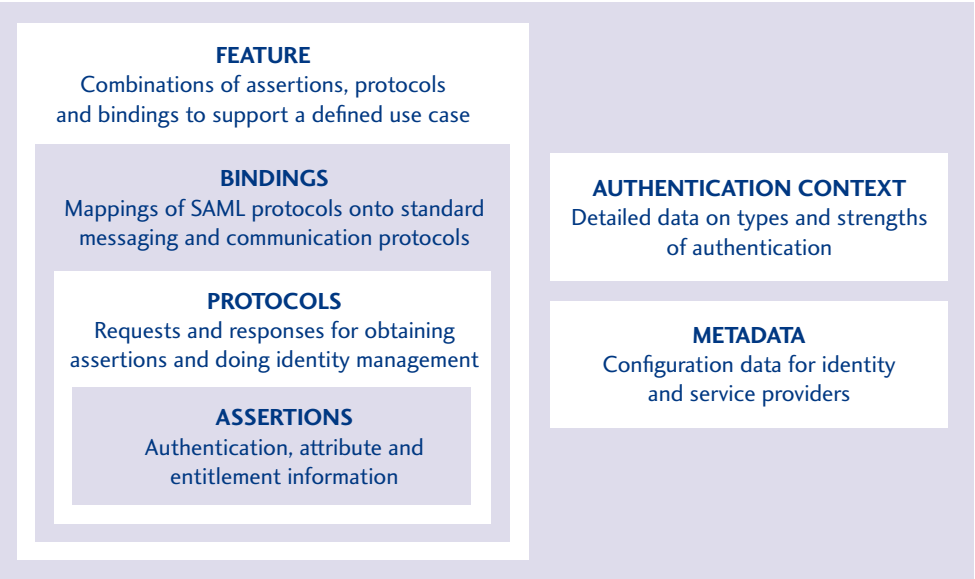 FEATURE
Combinations of assertions, protocols
and bindings to support a defined use case
BINDINGS
Mappings of SAML protocols onto standard
messaging and communication protocols
PROTOCOLS
Requests and responses for obtaining
assertions and doing identity management
ASSERTIONS
Authentication, attribute and
entitlement information
AUTHENTICATION CONTEXT
Detailed data on types and strengths
of authentication
METADATA
Configuration data for identity
and service providers